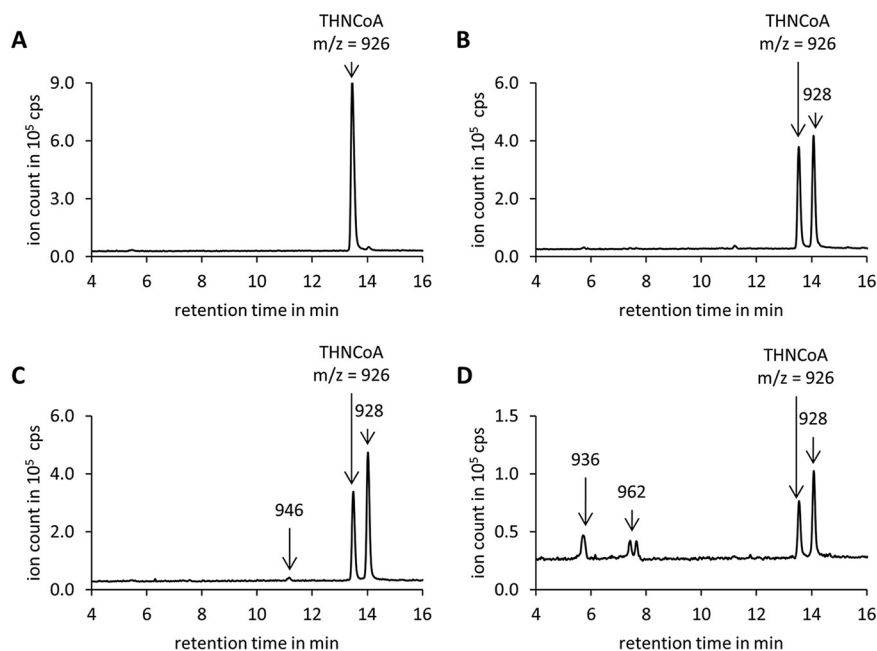 A
THNCoA
m/z = 926
9.0
6.0
3.0
0.0
ion count in 10⁵ cps
4 6 8 10 12 14 16
retention time in min
B
THNCoA
m/z = 926
928
6.0
4.0
2.0
0.0
ion count in 10⁵ cps
4 6 8 10 12 14 16
retention time in min
C
THNCoA
m/z = 926
928
946
6.0
4.0
2.0
0.0
ion count in 10⁵ cps
4 6 8 10 12 14 16
retention time in min
D
THNCoA
m/z = 926
928
936
962
1.5
1.0
0.5
0.0
ion count in 10⁵ cps
4 6 8 10 12 14 16
retention time in min